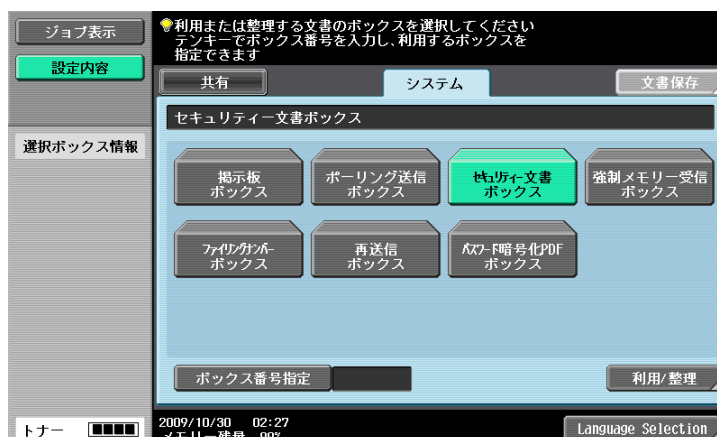 ジョブ表示
設定内容
利用または整理する文書のボックスを選択してください
テンキーでボックス番号を入力し、利用するボックスを
指定できます
共有
システム
文書保存
セキュリティー文書ボックス
選択ボックス情報
掲示板
ボックス
ポーリング送信
ボックス
セキュリティー文書
ボックス
強制メモリー受信
ボックス
ファイリングナンバー
ボックス
再送信
ボックス
パスワード暗号化PDF
ボックス
ボックス番号指定
利用/整理
トナー
2009/10/30 02:27
メモリー残量 99%
Language Selection